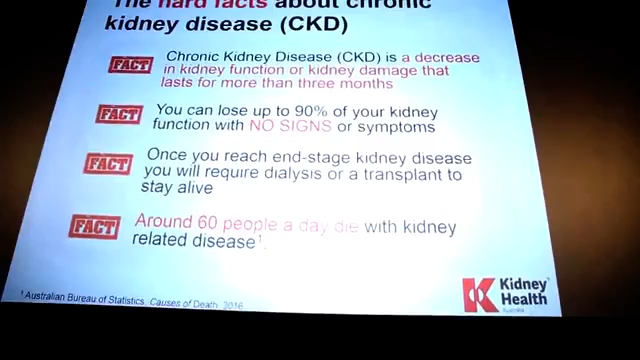 The hard facts about chronic
kidney disease (CKD)
FACT
Chronic Kidney Disease (CKD) is a decrease
in kidney function or kidney damage that
lasts for more than three months
FACT
You can lose up to 90% of your kidney
function with NO SIGNS or symptoms
FACT
Once you reach end-stage kidney disease
you will require dialysis or a transplant to
stay alive
FACT
Around 60 people a day die with kidney
related disease¹.
¹ Australian Bureau of Statistics, Causes of Death, 2016
Kidney
Health